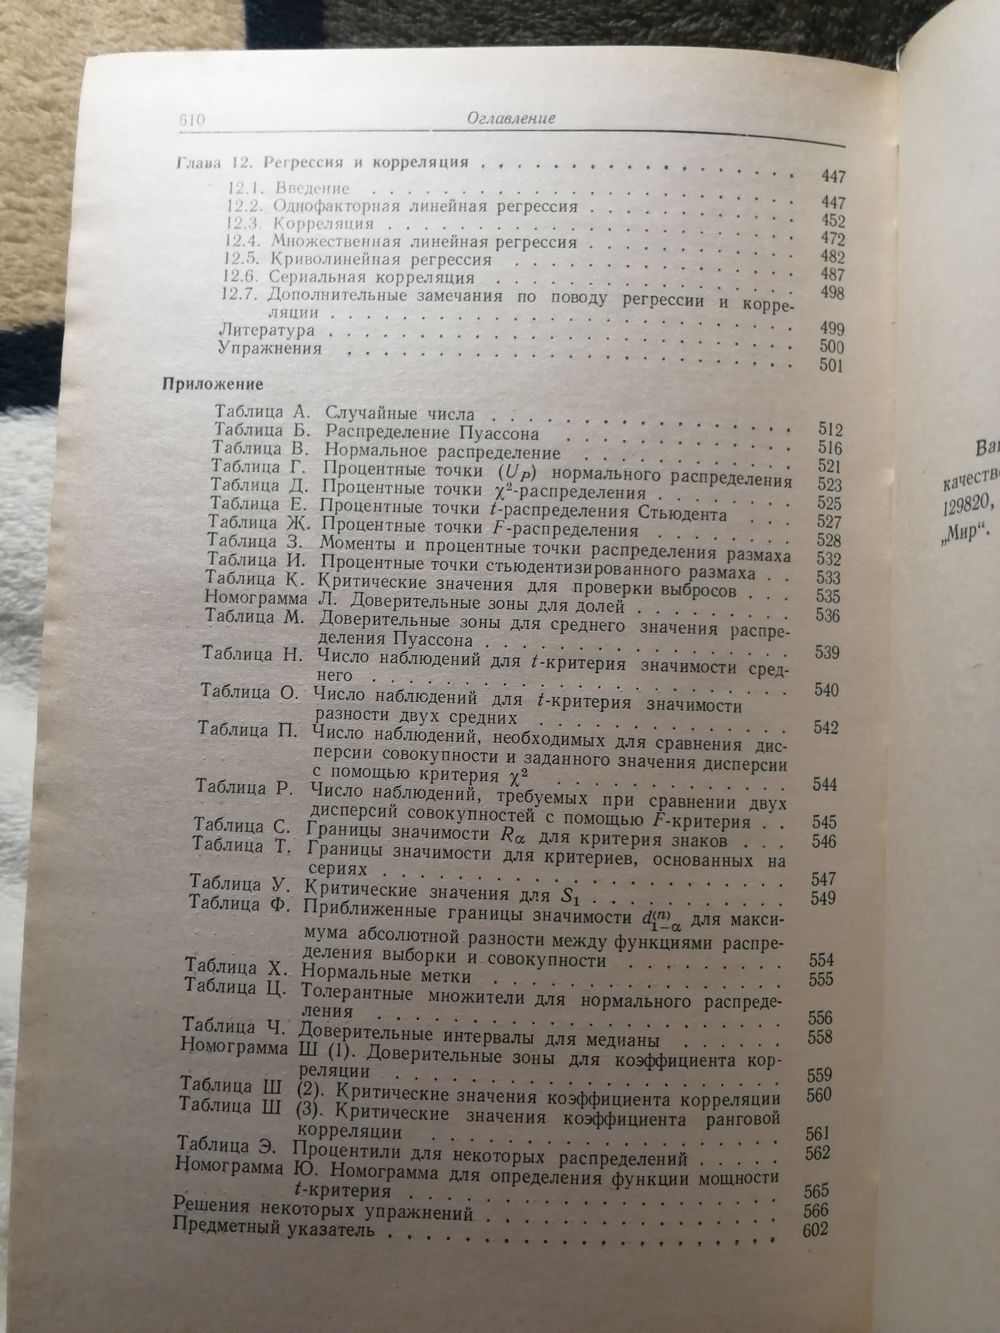 610 Оглавление
Глава 12. Регрессия и корреляция . . . . . . . . . . . . . . . . 447
12.1. Введение . . . . . . . . . . . . . . . . . . . . 447
12.2. Однофакторная линейная регрессия . . . . . . . . . . 452
12.3. Корреляция . . . . . . . . . . . . . . . . . . . 472
12.4. Множественная линейная регрессия . . . . . . . . . . 482
12.5. Криволинейная регрессия . . . . . . . . . . . . . . 487
12.6. Сериальная корреляция . . . . . . . . . . . . . . . 498
12.7. Дополнительные замечания по поводу регрессии и корре-
ляции . . . . . . . . . . . . . . . . . . . . . . 499
Литература . . . . . . . . . . . . . . . . . . . . . . 500
Упражнения . . . . . . . . . . . . . . . . . . . . . . 501
Приложение
Таблица А. Случайные числа . . . . . . . . . . . . . . . 512
Таблица Б. Распределение Пуассона . . . . . . . . . . . . 516
Таблица В. Нормальное распределение . . . . . . . . . . . 521
Таблица Г. Процентные точки (Uр) нормального распределения 523
Таблица Д. Процентные точки χ²-распределения . . . . . . . 525
Таблица Е. Процентные точки t-распределения Стьюдента . . . 527
Таблица Ж. Процентные точки F-распределения . . . . . . . 528
Таблица З. Моменты и процентные точки распределения размаха 532
Таблица И. Процентные точки стьюдентизированного размаха . . 533
Таблица К. Критические значения для проверки выбросов . . . 535
Номограмма Л. Доверительные зоны для долей . . . . . . . . 536
Таблица М. Доверительные зоны для среднего значения распре-
деления Пуассона . . . . . . . . . . . . . . . . 539
Таблица Н. Число наблюдений для t-критерия значимости сред-
него . . . . . . . . . . . . . . . . . . . . . 540
Таблица О. Число наблюдений для t-критерия значимости
разности двух средних . . . . . . . . . . . . . . 542
Таблица П. Число наблюдений, необходимых для сравнения дис-
персии совокупности и заданного значения дисперсии
с помощью критерия χ² . . . . . . . . . . . . . 544
Таблица Р. Число наблюдений, требуемых при сравнении двух
дисперсий совокупностей с помощью F-критерия . . 545
Таблица С. Границы значимости Rα для критерия знаков . . . 546
Таблица Т. Границы значимости для критериев, основанных на
сериях . . . . . . . . . . . . . . . . . . . . 547
Таблица У. Критические значения для S₁ . . . . . . . . . . 549
Таблица Ф. Приближенные границы значимости d₁₋α⁽ⁿ⁾ для макси-
мума абсолютной разности между функциями распре-
деления выборки и совокупности . . . . . . . . . 554
Таблица Х. Нормальные метки . . . . . . . . . . . . . . 555
Таблица Ц. Толерантные множители для нормального распреде-
ления . . . . . . . . . . . . . . . . . . . . 556
Таблица Ч. Доверительные интервалы для медианы . . . . . . 558
Номограмма Ш (1). Доверительные зоны для коэффициента кор-
реляции . . . . . . . . . . . . . . . . . . . 559
Таблица Ш (2). Критические значения коэффициента корреляции 560
Таблица Ш (3). Критические значения коэффициента ранговой
корреляции . . . . . . . . . . . . . . . . . . 561
Таблица Э. Процентили для некоторых распределений . . . . . 562
Номограмма Ю. Номограмма для определения функции мощности
t-критерия . . . . . . . . . . . . . . . . . . 565
Решения некоторых упражнений . . . . . . . . . . . . . . . 566
Предметный указатель . . . . . . . . . . . . . . . . . . . 602
129820,
„Мир“.